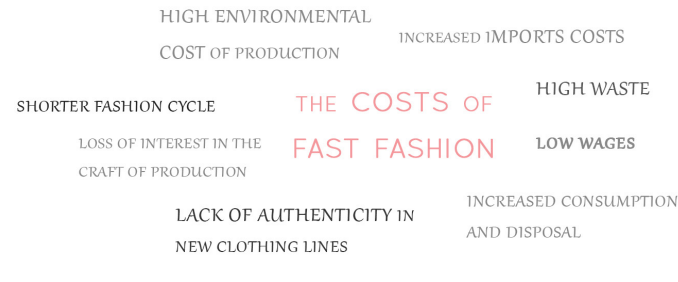 HIGH ENVIRONMENTAL
COST OF PRODUCTION
INCREASED IMPORTS COSTS
SHORTER FASHION CYCLE
THE COSTS OF
FAST FASHION
HIGH WASTE
LOSS OF INTEREST IN THE
CRAFT OF PRODUCTION
LOW WAGES
LACK OF AUTHENTICITY IN
NEW CLOTHING LINES
INCREASED CONSUMPTION
AND DISPOSAL